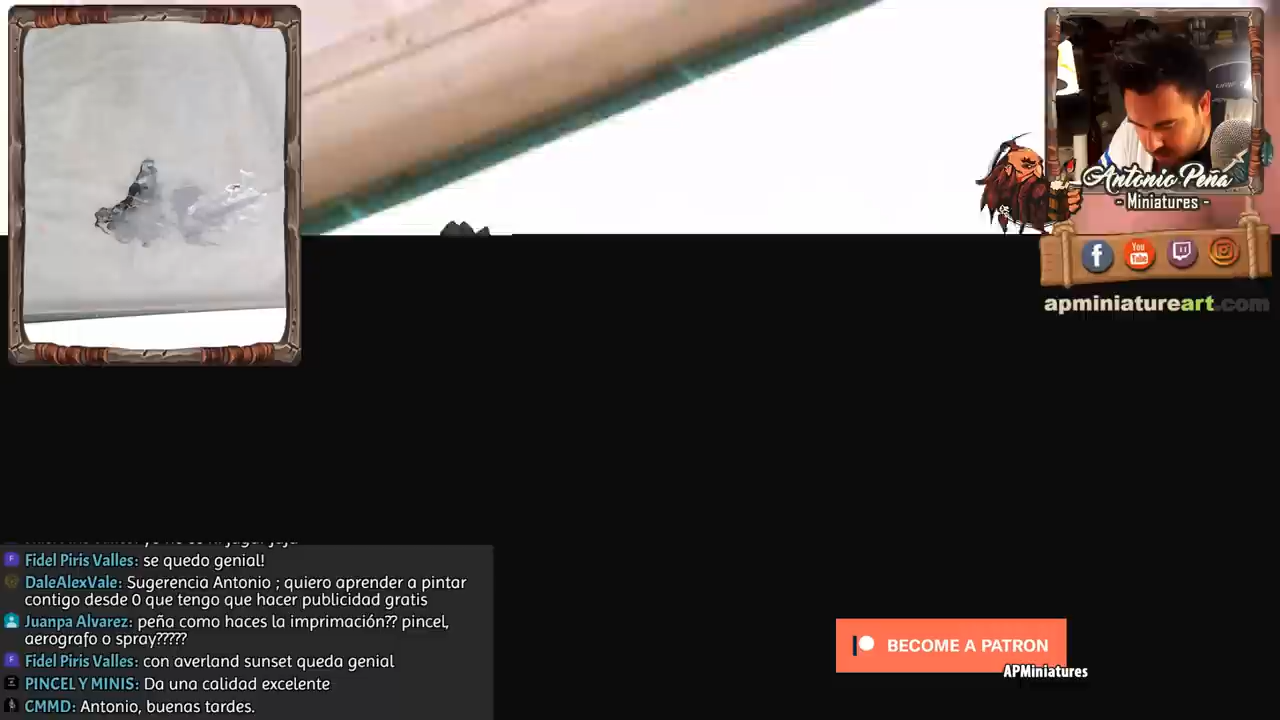 Antonio Peña
- Miniatures -
You
Tube
apminiatureart.com
Fidel Piris Valles: se quedo genial!
DaleAlexVale: Sugerencia Antonio ; quiero aprender a pintar
contigo desde 0 que tengo que hacer publicidad gratis
Juanpa Alvarez: peña como haces la imprimación?? pincel,
aerografo o spray?????
Fidel Piris Valles: con averland sunset queda genial
PINCEL Y MINIS: Da una calidad excelente
CMMD: Antonio, buenas tardes.
BECOME A PATRON
APMiniatures